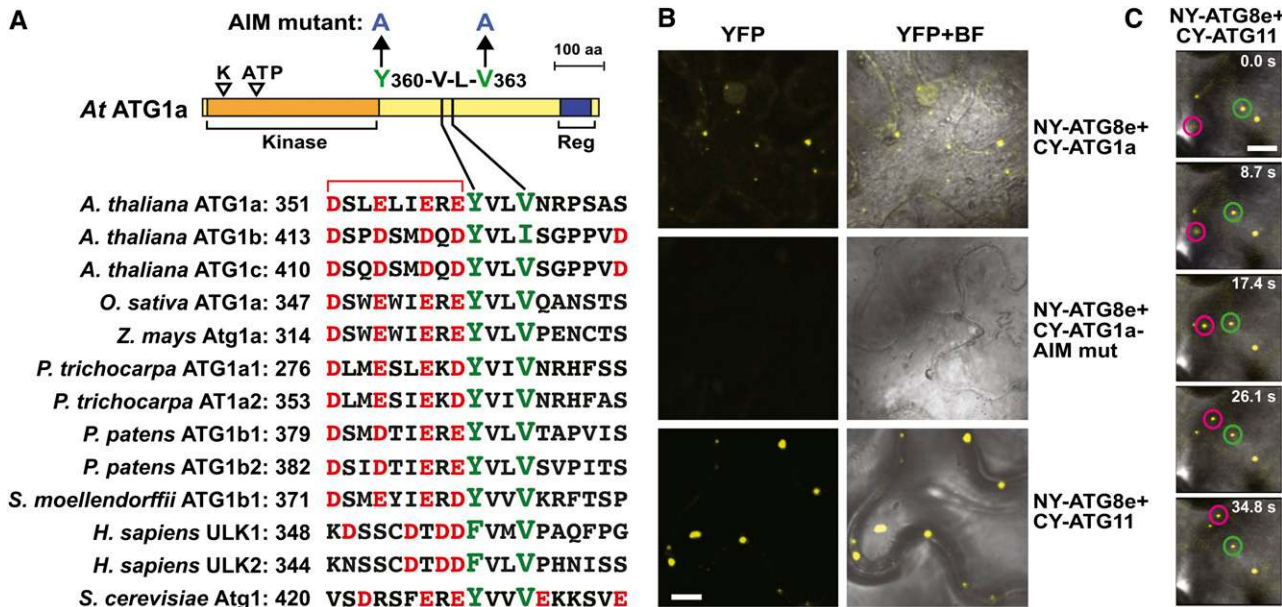 A
AIM mutant: A A
100 aa
K ATP
Y360-V-L-V363
At ATG1a
Kinase
Reg
A. thaliana ATG1a: 351 DSLELIEREYVLVNRPSAS
A. thaliana ATG1b: 413 DSPDSMDQDYVLISGPPVD
A. thaliana ATG1c: 410 DSQDSMDQDYVLVSGPPVD
O. sativa ATG1a: 347 DSWEWIEREYVLVQANSTS
Z. mays Atg1a: 314 DSWEWIEREYVLVPENCTS
P. trichocarpa ATG1a1: 276 DLMESLEKDYVIVNRHFSS
P. trichocarpa AT1a2: 353 DLMESIEKDYVIVNRHFAS
P. patens ATG1b1: 379 DSMDTIEREYVLVTAPVIS
P. patens ATG1b2: 382 DSIDTIEREYVLVSVPITS
S. moellendorffii ATG1b1: 371 DSMEYIERDYVVVKRFTSP
H. sapiens ULK1: 348 KDSSCDTDDFVMVPAQFPG
H. sapiens ULK2: 344 KNSSCDTDDFVLVPHNISS
S. cerevisiae Atg1: 420 VSDRSFEREYVVVEKKSVE
B
YFP
YFP+BF
NY-ATG8e+
CY-ATG1a
NY-ATG8e+
CY-ATG1a-
AIM mut
NY-ATG8e+
CY-ATG11
C
NY-ATG8e+
CY-ATG11
0.0 s
8.7 s
17.4 s
26.1 s
34.8 s